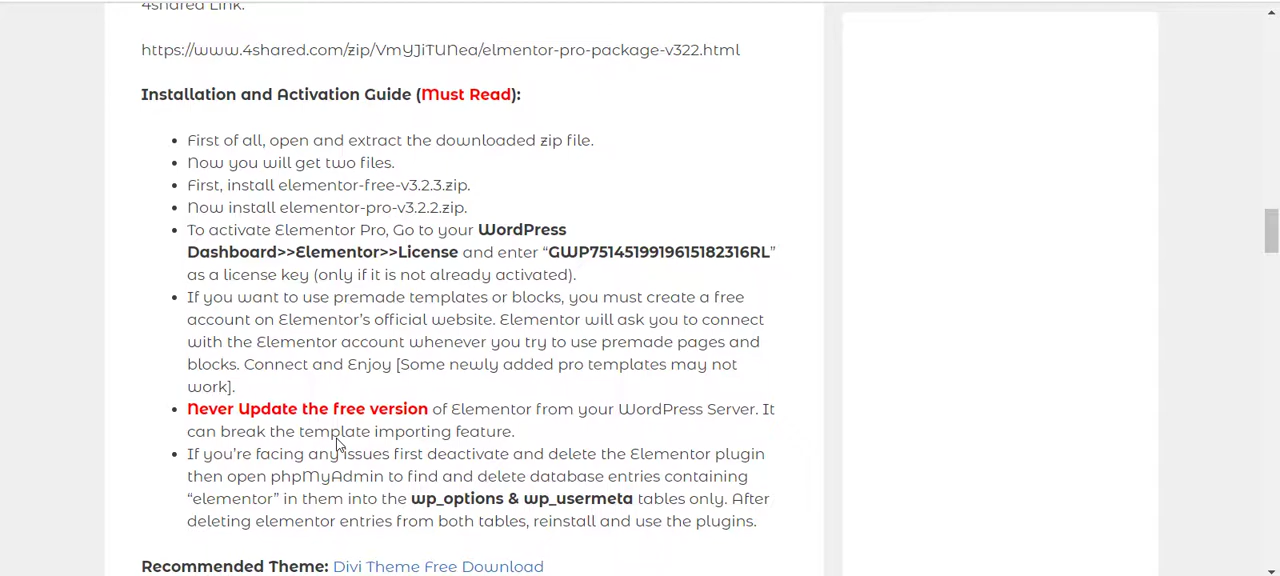 4shared Link.
https://www.4shared.com/zip/VmYJiTUNea/elmentor-pro-package-v322.html
Installation and Activation Guide (Must Read):
• First of all, open and extract the downloaded zip file.
• Now you will get two files.
• First, install elementor-free-v3.2.3.zip.
• Now install elementor-pro-v3.2.2.zip.
• To activate Elementor Pro, Go to your WordPress
Dashboard>>Elementor>>License and enter “GWP7514519919615182316RL”
as a license key (only if it is not already activated).
• If you want to use premade templates or blocks, you must create a free
account on Elementor’s official website. Elementor will ask you to connect
with the Elementor account whenever you try to use premade pages and
blocks. Connect and Enjoy [Some newly added pro templates may not
work].
• Never Update the free version of Elementor from your WordPress Server. It
can break the template importing feature.
• If you’re facing any issues first deactivate and delete the Elementor plugin
then open phpMyAdmin to find and delete database entries containing
“elementor” in them into the wp_options & wp_usermeta tables only. After
deleting elementor entries from both tables, reinstall and use the plugins.
Recommended Theme: Divi Theme Free Download